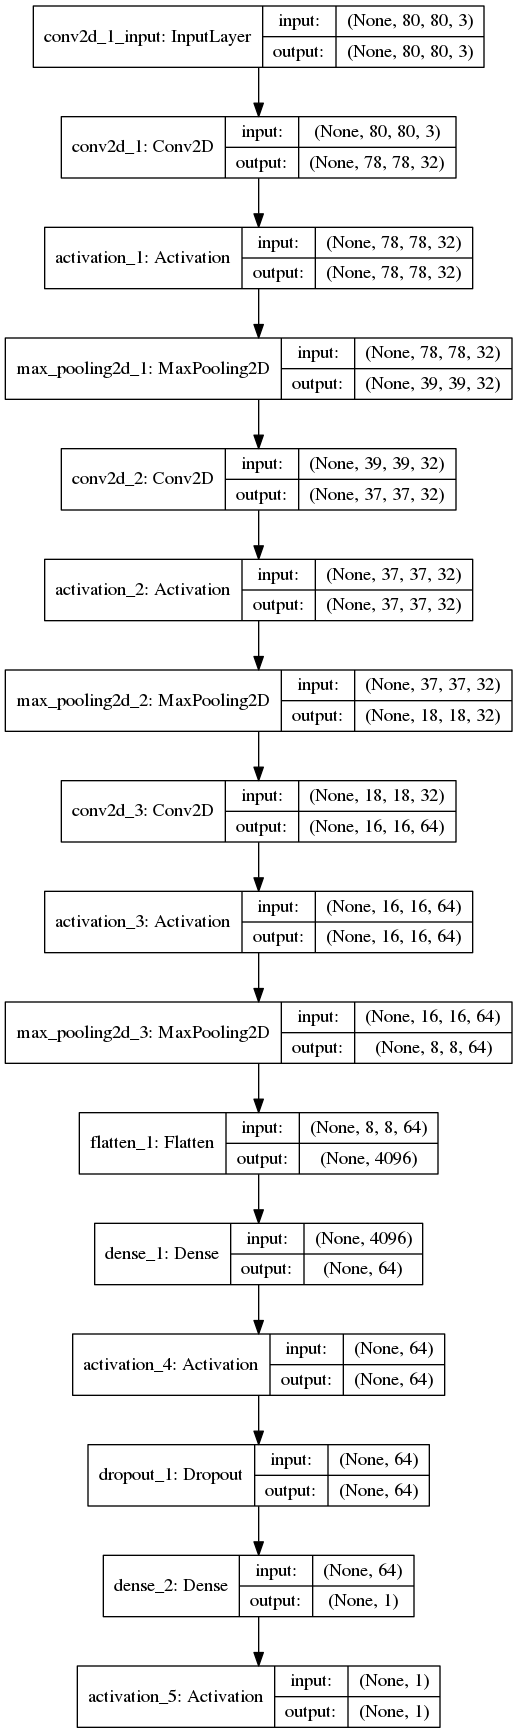 conv2d_1_input: InputLayer input: (None, 80, 80, 3)
output: (None, 80, 80, 3)
conv2d_1: Conv2D input: (None, 80, 80, 3)
output: (None, 78, 78, 32)
activation_1: Activation input: (None, 78, 78, 32)
output: (None, 78, 78, 32)
max_pooling2d_1: MaxPooling2D input: (None, 78, 78, 32)
output: (None, 39, 39, 32)
conv2d_2: Conv2D input: (None, 39, 39, 32)
output: (None, 37, 37, 32)
activation_2: Activation input: (None, 37, 37, 32)
output: (None, 37, 37, 32)
max_pooling2d_2: MaxPooling2D input: (None, 37, 37, 32)
output: (None, 18, 18, 32)
conv2d_3: Conv2D input: (None, 18, 18, 32)
output: (None, 16, 16, 64)
activation_3: Activation input: (None, 16, 16, 64)
output: (None, 16, 16, 64)
max_pooling2d_3: MaxPooling2D input: (None, 16, 16, 64)
output: (None, 8, 8, 64)
flatten_1: Flatten input: (None, 8, 8, 64)
output: (None, 4096)
dense_1: Dense input: (None, 4096)
output: (None, 64)
activation_4: Activation input: (None, 64)
output: (None, 64)
dropout_1: Dropout input: (None, 64)
output: (None, 64)
dense_2: Dense input: (None, 64)
output: (None, 1)
activation_5: Activation input: (None, 1)
output: (None, 1)